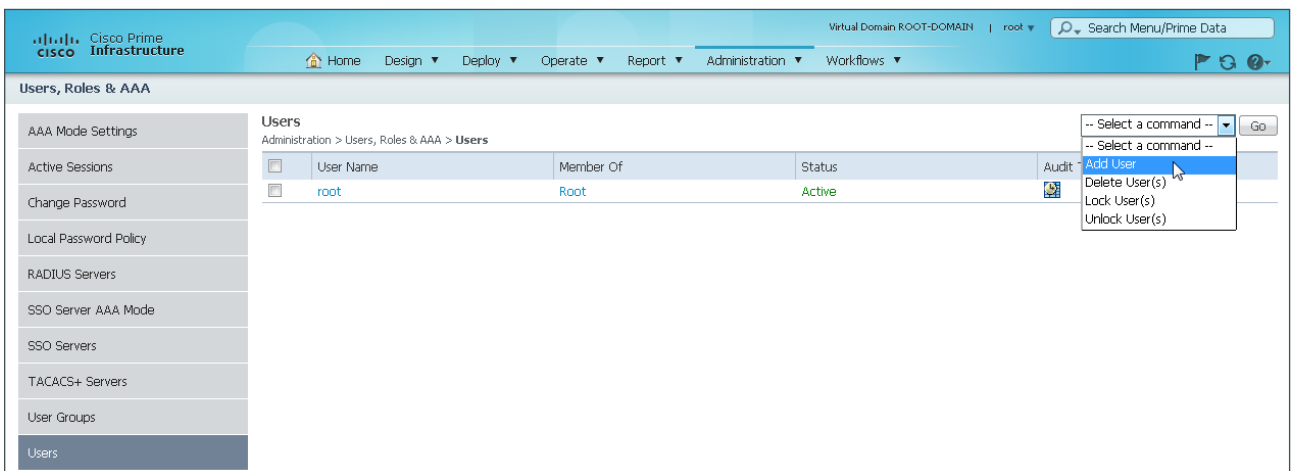 Virtual Domain ROOT-DOMAIN | root ▼ Search Menu/Prime Data
cisco Cisco Prime Infrastructure
Home Design ▼ Deploy ▼ Operate ▼ Report ▼ Administration ▼ Workflows ▼
Users, Roles & AAA
AAA Mode Settings
Active Sessions
Change Password
Local Password Policy
RADIUS Servers
SSO Server AAA Mode
SSO Servers
TACACS+ Servers
User Groups
Users
Users
Administration > Users, Roles & AAA > Users
-- Select a command -- Go
-- Select a command --
Add User
Delete User(s)
Lock User(s)
Unlock User(s)
User Name Member Of Status Audit
root Root Active